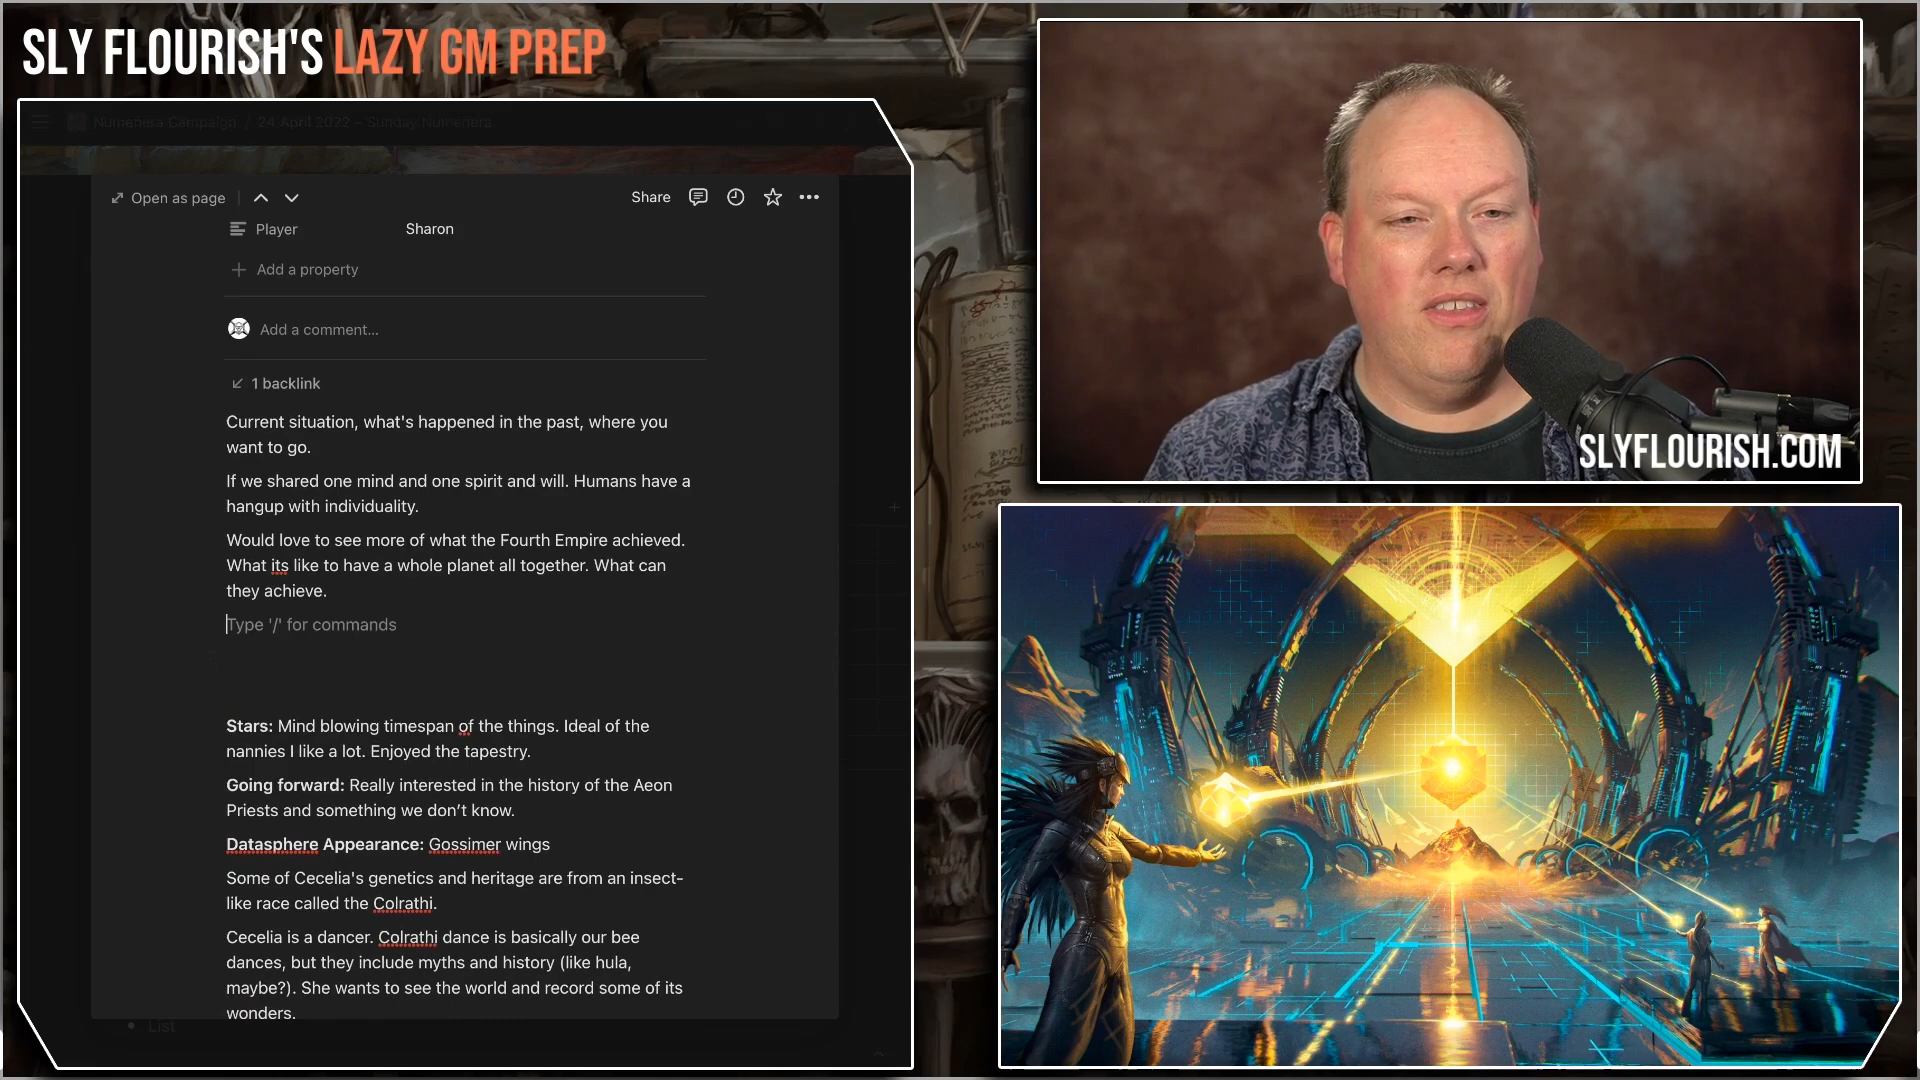 SLY FLOURISH'S LAZY GM PREP
Numenera Campaign / 24 April 2022 – Sunday Numenera
Open as page
Share
Player Sharon
Add a property
Add a comment...
1 backlink
Current situation, what's happened in the past, where you
want to go.
If we shared one mind and one spirit and will. Humans have a
hangup with individuality.
Would love to see more of what the Fourth Empire achieved.
What its like to have a whole planet all together. What can
they achieve.
Type '/' for commands
Stars: Mind blowing timespan of the things. Ideal of the
nannies I like a lot. Enjoyed the tapestry.
Going forward: Really interested in the history of the Aeon
Priests and something we don’t know.
Datasphere Appearance: Gossimer wings
Some of Cecelia's genetics and heritage are from an insect-
like race called the Colrathi.
Cecelia is a dancer. Colrathi dance is basically our bee
dances, but they include myths and history (like hula,
maybe?). She wants to see the world and record some of its
wonders.
List
SLYFLOURISH.COM